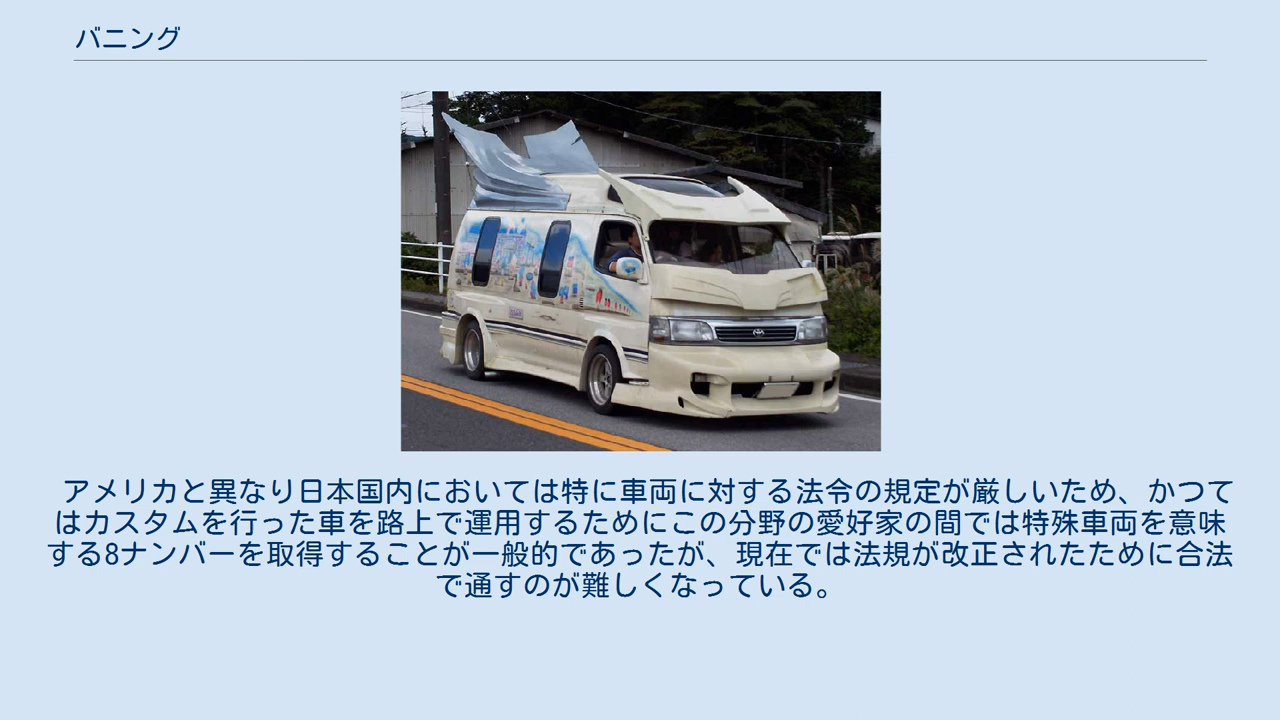 バニング
アメリカと異なり日本国内においては特に車両に対する法令の規定が厳しいため、かつて
はカスタムを行った車を路上で運用するためにこの分野の愛好家の間では特殊車両を意味
する8ナンバーを取得することが一般的であったが、現在では法規が改正されたために合法
で通すのが難しくなっている。